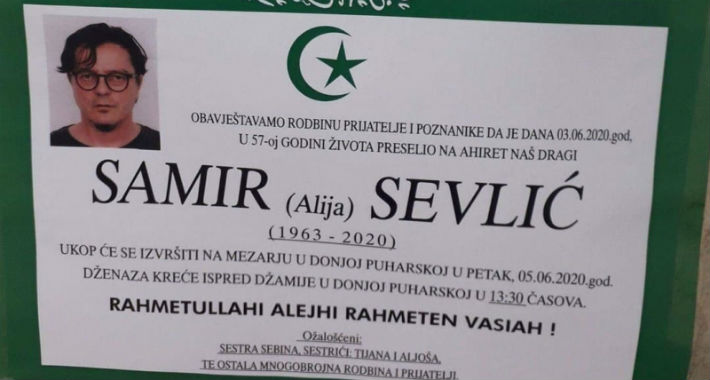 OBAVJEŠTAVAMO RODBINU PRIJATELJE I POZNANIKE DA JE DANA 03.06.2020.god,
U 57-oj GODINI ŽIVOTA PRESELIO NA AHIRET NAŠ DRAGI
SAMIR (Alija) SEVLIĆ
(1963 - 2020)
UKOP ĆE SE IZVRŠITI NA MEZARJU U DONJOJ PUHARSKOJ U PETAK, 05.06.2020.god.
DŽENAZA KREĆE ISPRED DŽAMIJE U DONJOJ PUHARSKOJ U 13:30 ČASOVA.
RAHMETULLAHI ALEJHI RAHMETEN VASIAH !
Ožalošćeni:
SESTRA SEBINA, SESTRIĆI: TIJANA I ALJOŠA,
TE OSTALA MNOGOBROJNA RODBINA I PRIJATELJI.